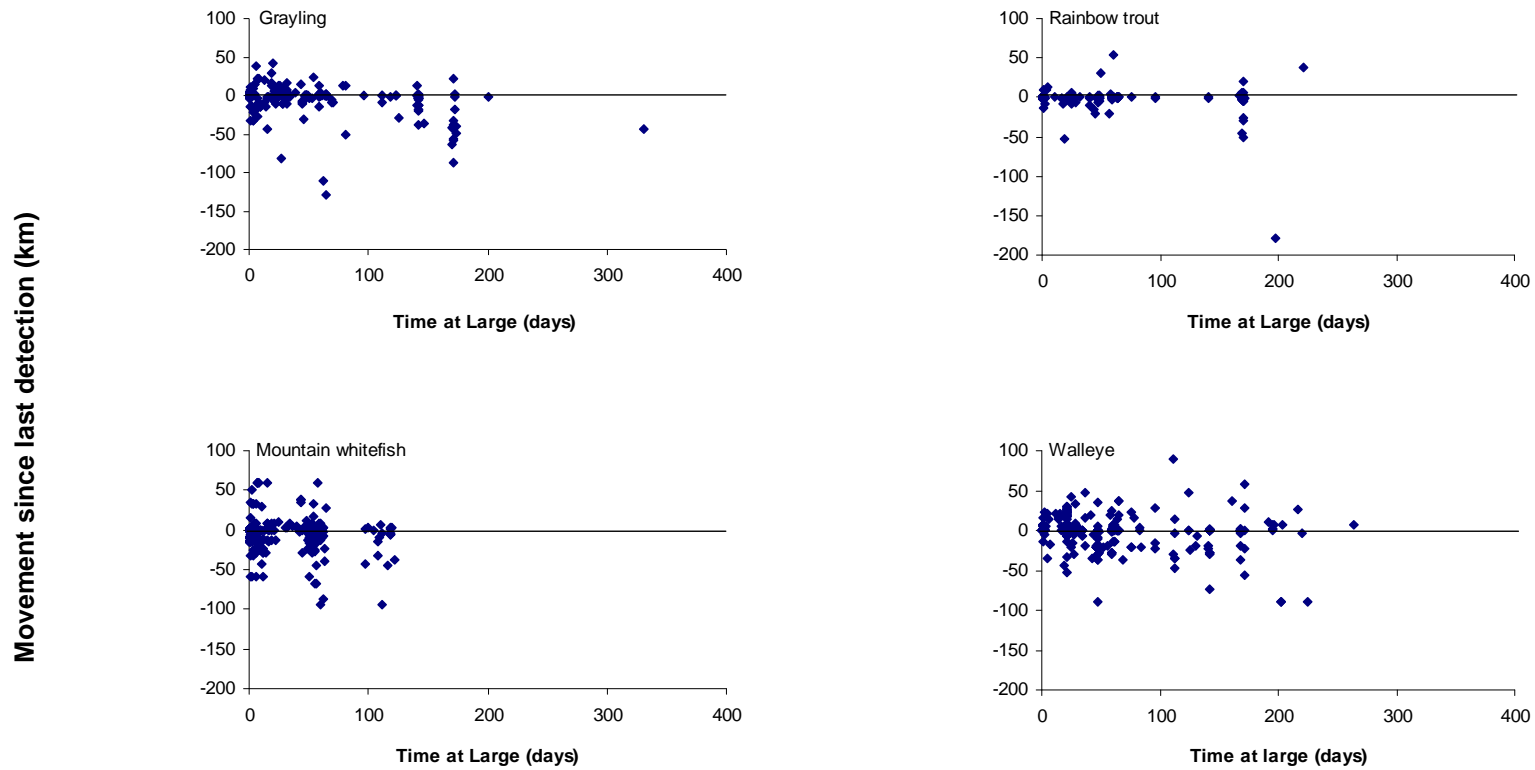 Movement since last detection (km)
Grayling
100
50
0
-50
-100
-150
-200
0 100 200 300 400
Time at Large (days)
Rainbow trout
100
50
0
-50
-100
-150
-200
0 100 200 300 400
Time at Large (days)
Mountain whitefish
100
50
0
-50
-100
-150
-200
0 100 200 300 400
Time at Large (days)
Walleye
100
50
0
-50
-100
-150
-200
0 100 200 300 400
Time at large (days)